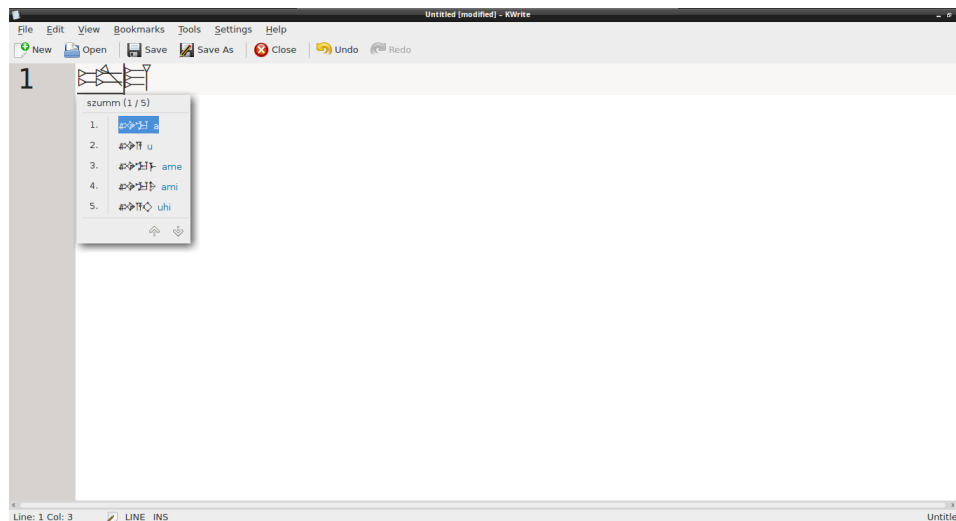 Untitled [modified] – KWrite
File Edit View Bookmarks Tools Settings Help
New Open Save Save As Close Undo Redo
1
szumm (1 / 5)
1. a
2. u
3. ame
4. ami
5. uhi
Line: 1 Col: 3 LINE INS Untitle